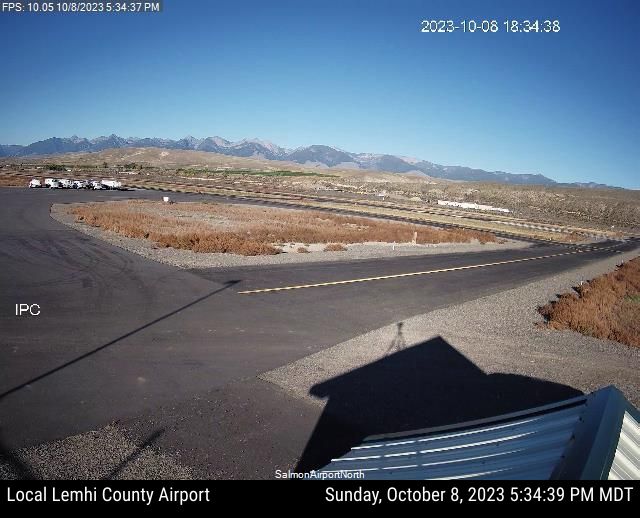 FPS: 10.05 10/8/2023 5:34:37 PM
2023-10-08 18:34:38
IPC
SalmonAirportNorth
Local Lemhi County Airport
Sunday, October 8, 2023 5:34:39 PM MDT